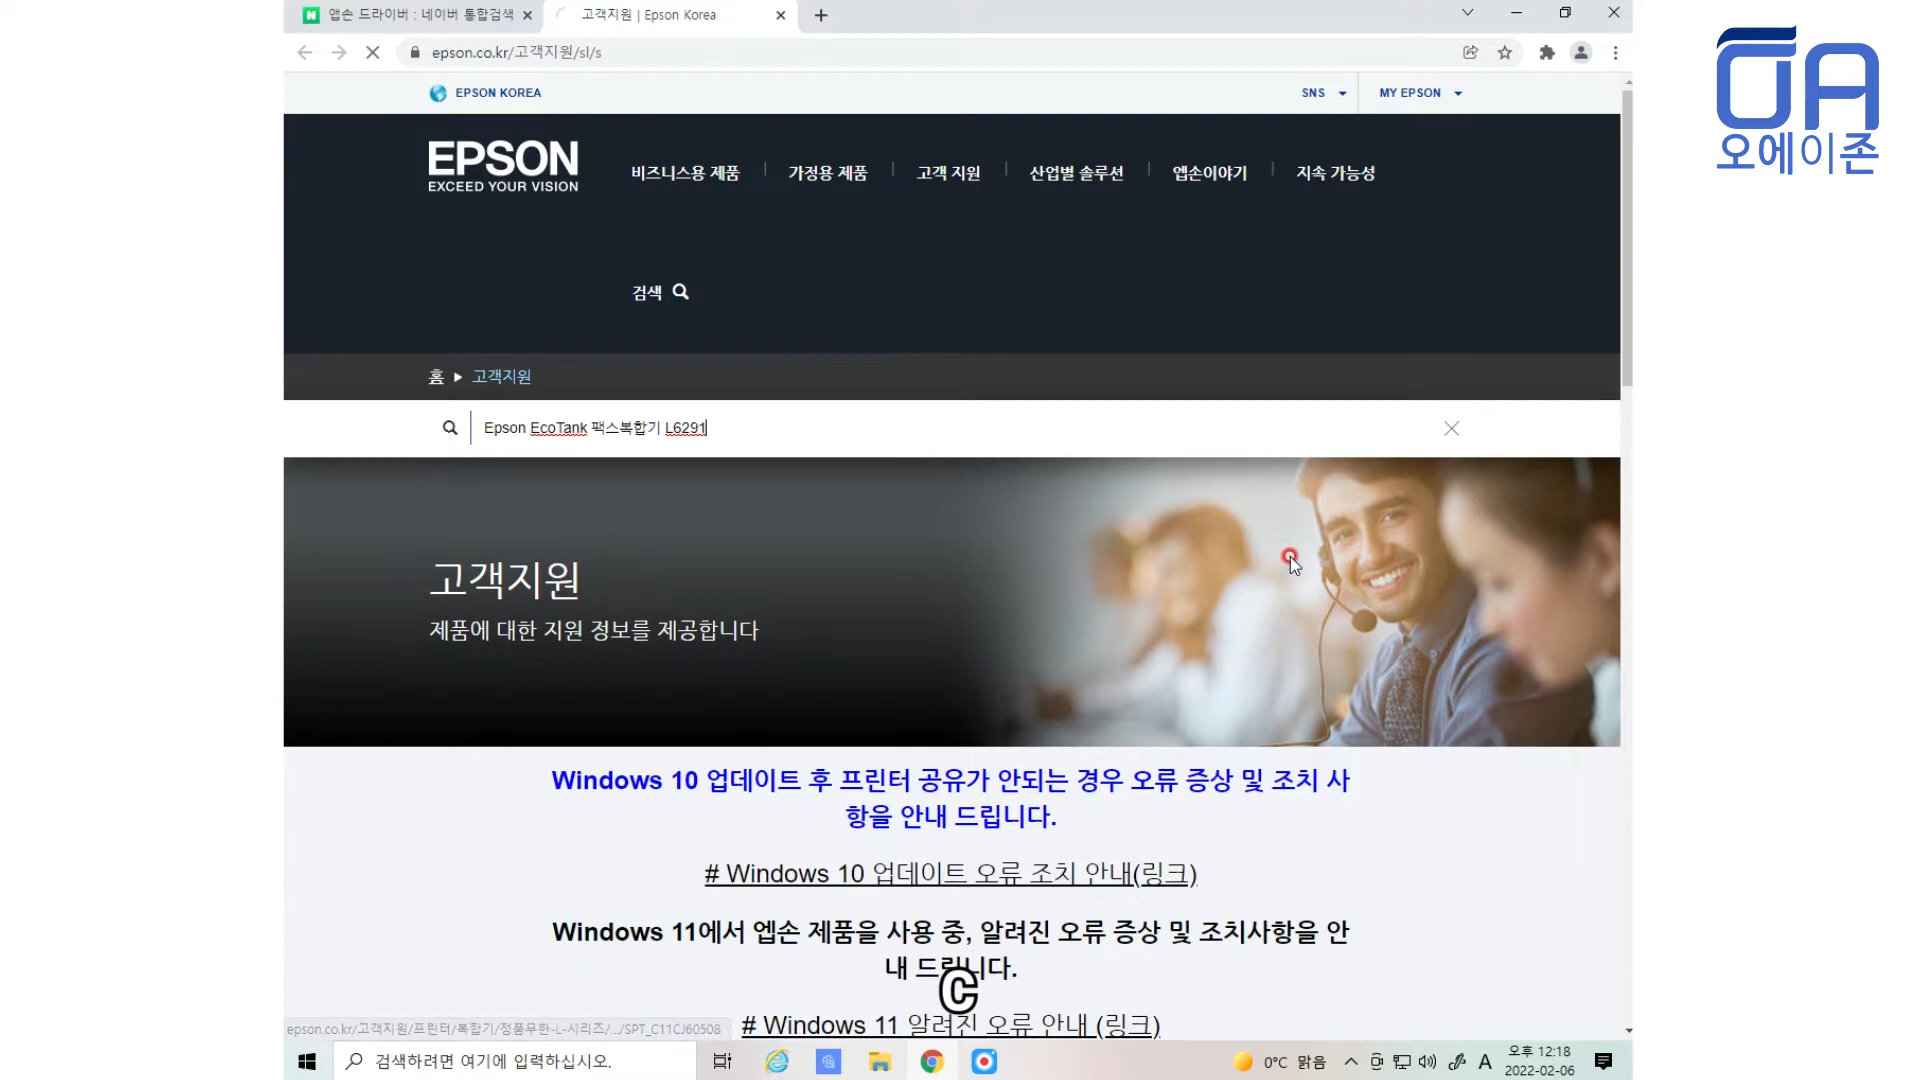 앱손 드라이버 : 네이버 통합검색
고객지원 | Epson Korea
epson.co.kr/고객지원/sl/s
OA
오에이존
EPSON KOREA
SNS
MY EPSON
EPSON
EXCEED YOUR VISION
비즈니스용 제품
가정용 제품
고객 지원
산업별 솔루션
엡손이야기
지속 가능성
검색
홈
고객지원
Epson EcoTank 팩스복합기 L6291
고객지원
제품에 대한 지원 정보를 제공합니다
Windows 10 업데이트 후 프린터 공유가 안되는 경우 오류 증상 및 조치 사
항을 안내 드립니다.
# Windows 10 업데이트 오류 조치 안내(링크)
Windows 11에서 엡손 제품을 사용 중, 알려진 오류 증상 및 조치사항을 안
내 드립니다.
C
# Windows 11 알려진 오류 안내 (링크)
epson.co.kr/고객지원/프린터/복합기/정품무한-L-시리즈/.../SPT_C11CJ60508
검색하려면 여기에 입력하십시오.
0°C 맑음
A
오후 12:18
2022-02-06